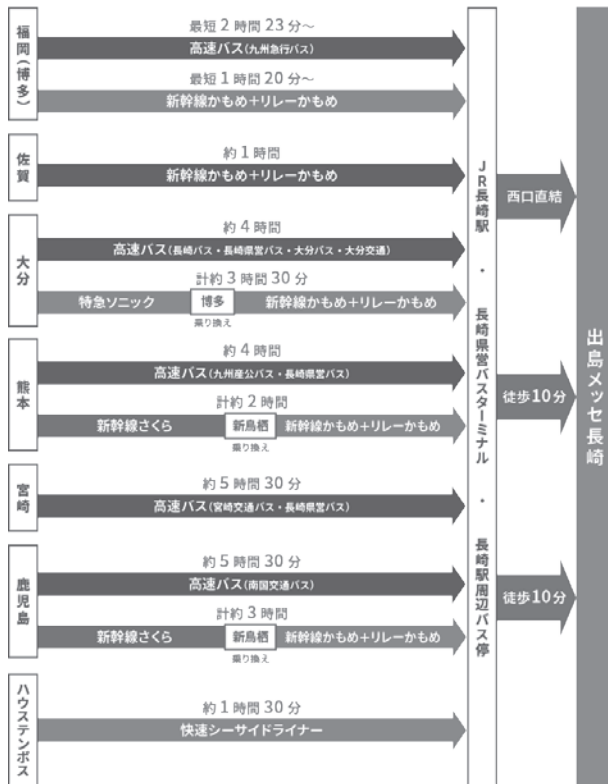 福岡(博多)
最短2時間23分～
高速バス(九州急行バス)
最短1時間20分～
新幹線かもめ+リレーかもめ
佐賀
約1時間
新幹線かもめ+リレーかもめ
大分
約4時間
高速バス(長崎バス・長崎県営バス・大分バス・大分交通)
計約3時間30分
特急ソニック
博多
新幹線かもめ+リレーかもめ
乗り換え
熊本
約4時間
高速バス(九州産交バス・長崎県営バス)
計約2時間
新幹線さくら
新鳥栖
新幹線かもめ+リレーかもめ
乗り換え
宮崎
約5時間30分
高速バス(宮崎交通バス・長崎県営バス)
鹿児島
約5時間30分
高速バス(南国交通バス)
計約3時間
新幹線さくら
新鳥栖
新幹線かもめ+リレーかもめ
乗り換え
ハウステンボス
約1時間30分
快速シーサイドライナー
JR長崎駅・長崎県営バスターミナル・長崎駅周辺バス停
西口直結
徒歩10分
徒歩10分
出島メッセ長崎